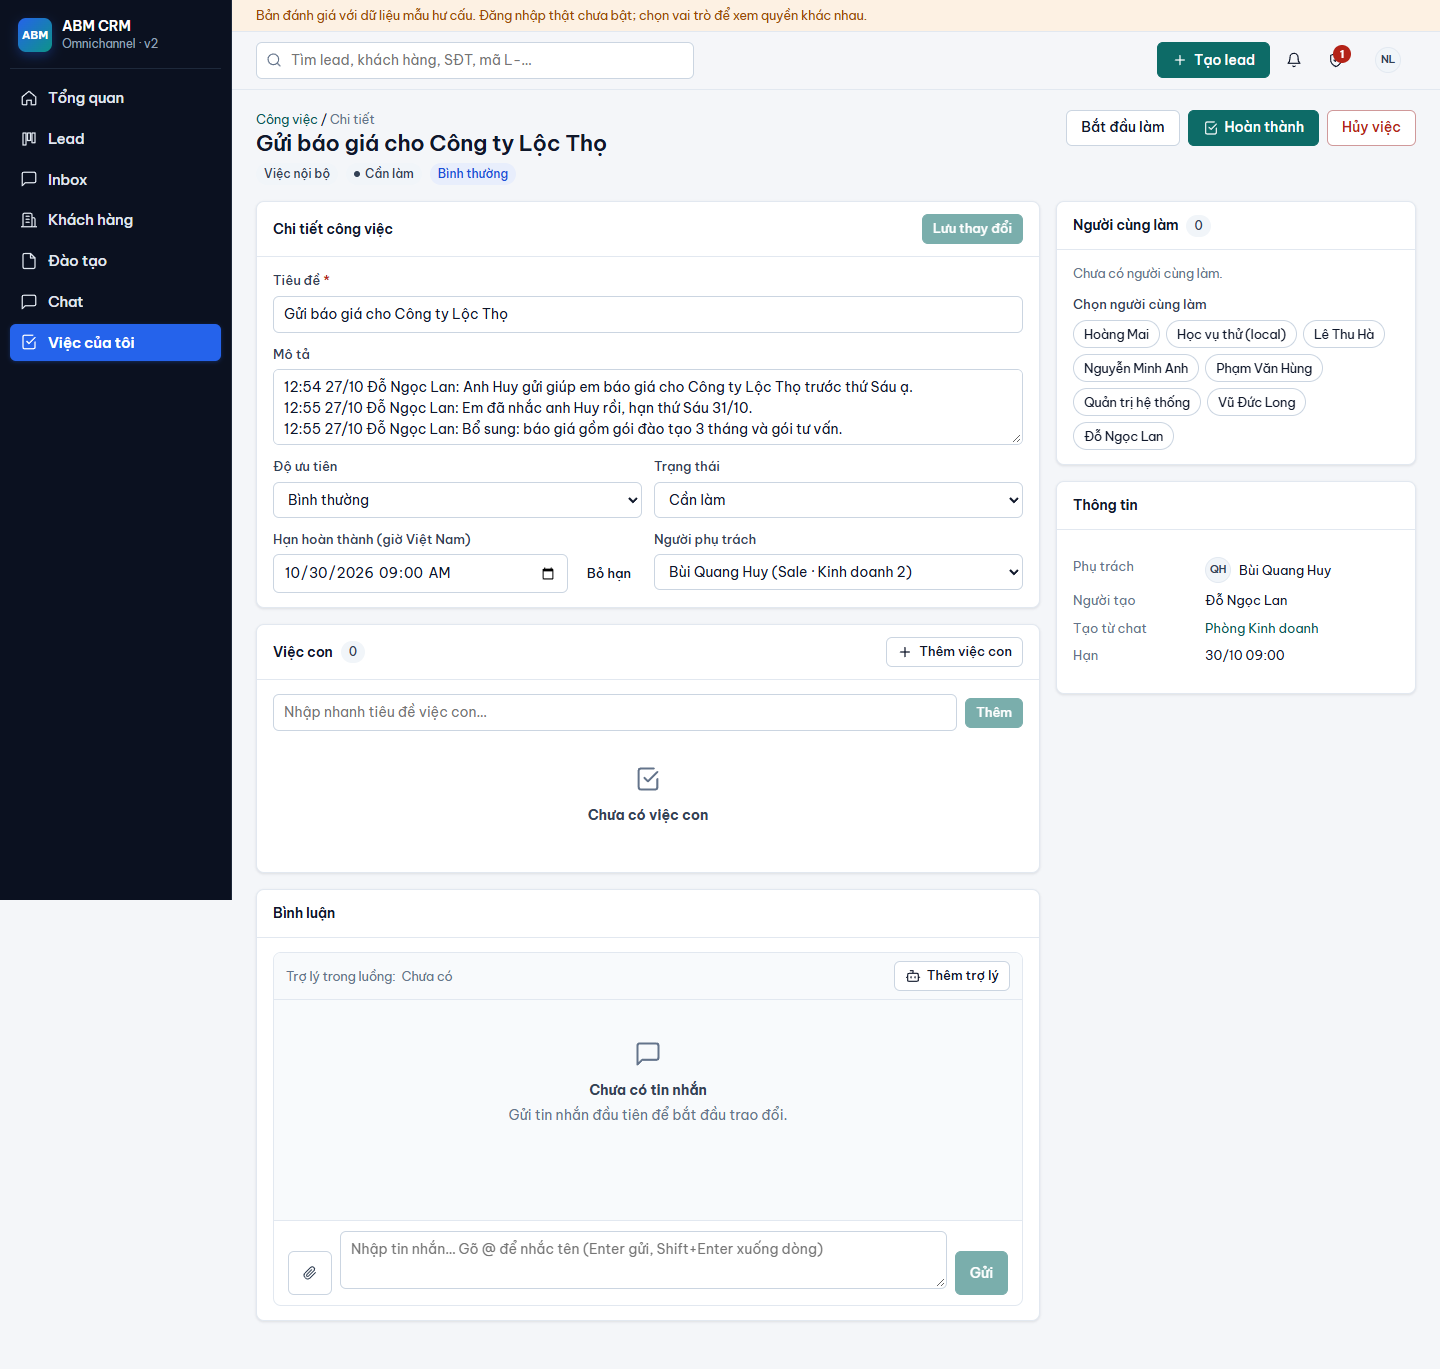 ABM
ABM CRM
Omnichannel · v2
Tổng quan
Lead
Inbox
Khách hàng
Đào tạo
Chat
Việc của tôi
Bản đánh giá với dữ liệu mẫu hư cấu. Đăng nhập thật chưa bật; chọn vai trò để xem quyền khác nhau.
Tìm lead, khách hàng, SĐT, mã L-...
Tạo lead
1
NL
Công việc / Chi tiết
Gửi báo giá cho Công ty Lộc Thọ
Việc nội bộ
Cần làm
Bình thường
Bắt đầu làm
Hoàn thành
Hủy việc
Chi tiết công việc
Lưu thay đổi
Tiêu đề *
Gửi báo giá cho Công ty Lộc Thọ
Mô tả
12:54 27/10 Đỗ Ngọc Lan: Anh Huy gửi giúp em báo giá cho Công ty Lộc Thọ trước thứ Sáu ạ.
12:55 27/10 Đỗ Ngọc Lan: Em đã nhắc anh Huy rồi, hạn thứ Sáu 31/10.
12:55 27/10 Đỗ Ngọc Lan: Bổ sung: báo giá gồm gói đào tạo 3 tháng và gói tư vấn.
Độ ưu tiên
Trạng thái
Bình thường
Cần làm
Hạn hoàn thành (giờ Việt Nam)
Người phụ trách
10/30/2026 09:00 AM
Bỏ hạn
Bùi Quang Huy (Sale · Kinh doanh 2)
Việc con 0
Thêm việc con
Nhập nhanh tiêu đề việc con...
Thêm
Chưa có việc con
Bình luận
Trợ lý trong luồng: Chưa có
Thêm trợ lý
Chưa có tin nhắn
Gửi tin nhắn đầu tiên để bắt đầu trao đổi.
Nhập tin nhắn... Gõ @ để nhắc tên (Enter gửi, Shift+Enter xuống dòng)
Gửi
Người cùng làm 0
Chưa có người cùng làm.
Chọn người cùng làm
Hoàng Mai
Học vụ thử (local)
Lê Thu Hà
Nguyễn Minh Anh
Phạm Văn Hùng
Quản trị hệ thống
Vũ Đức Long
Đỗ Ngọc Lan
Thông tin
Phụ trách
QH
Bùi Quang Huy
Người tạo
Đỗ Ngọc Lan
Tạo từ chat
Phòng Kinh doanh
Hạn
30/10 09:00